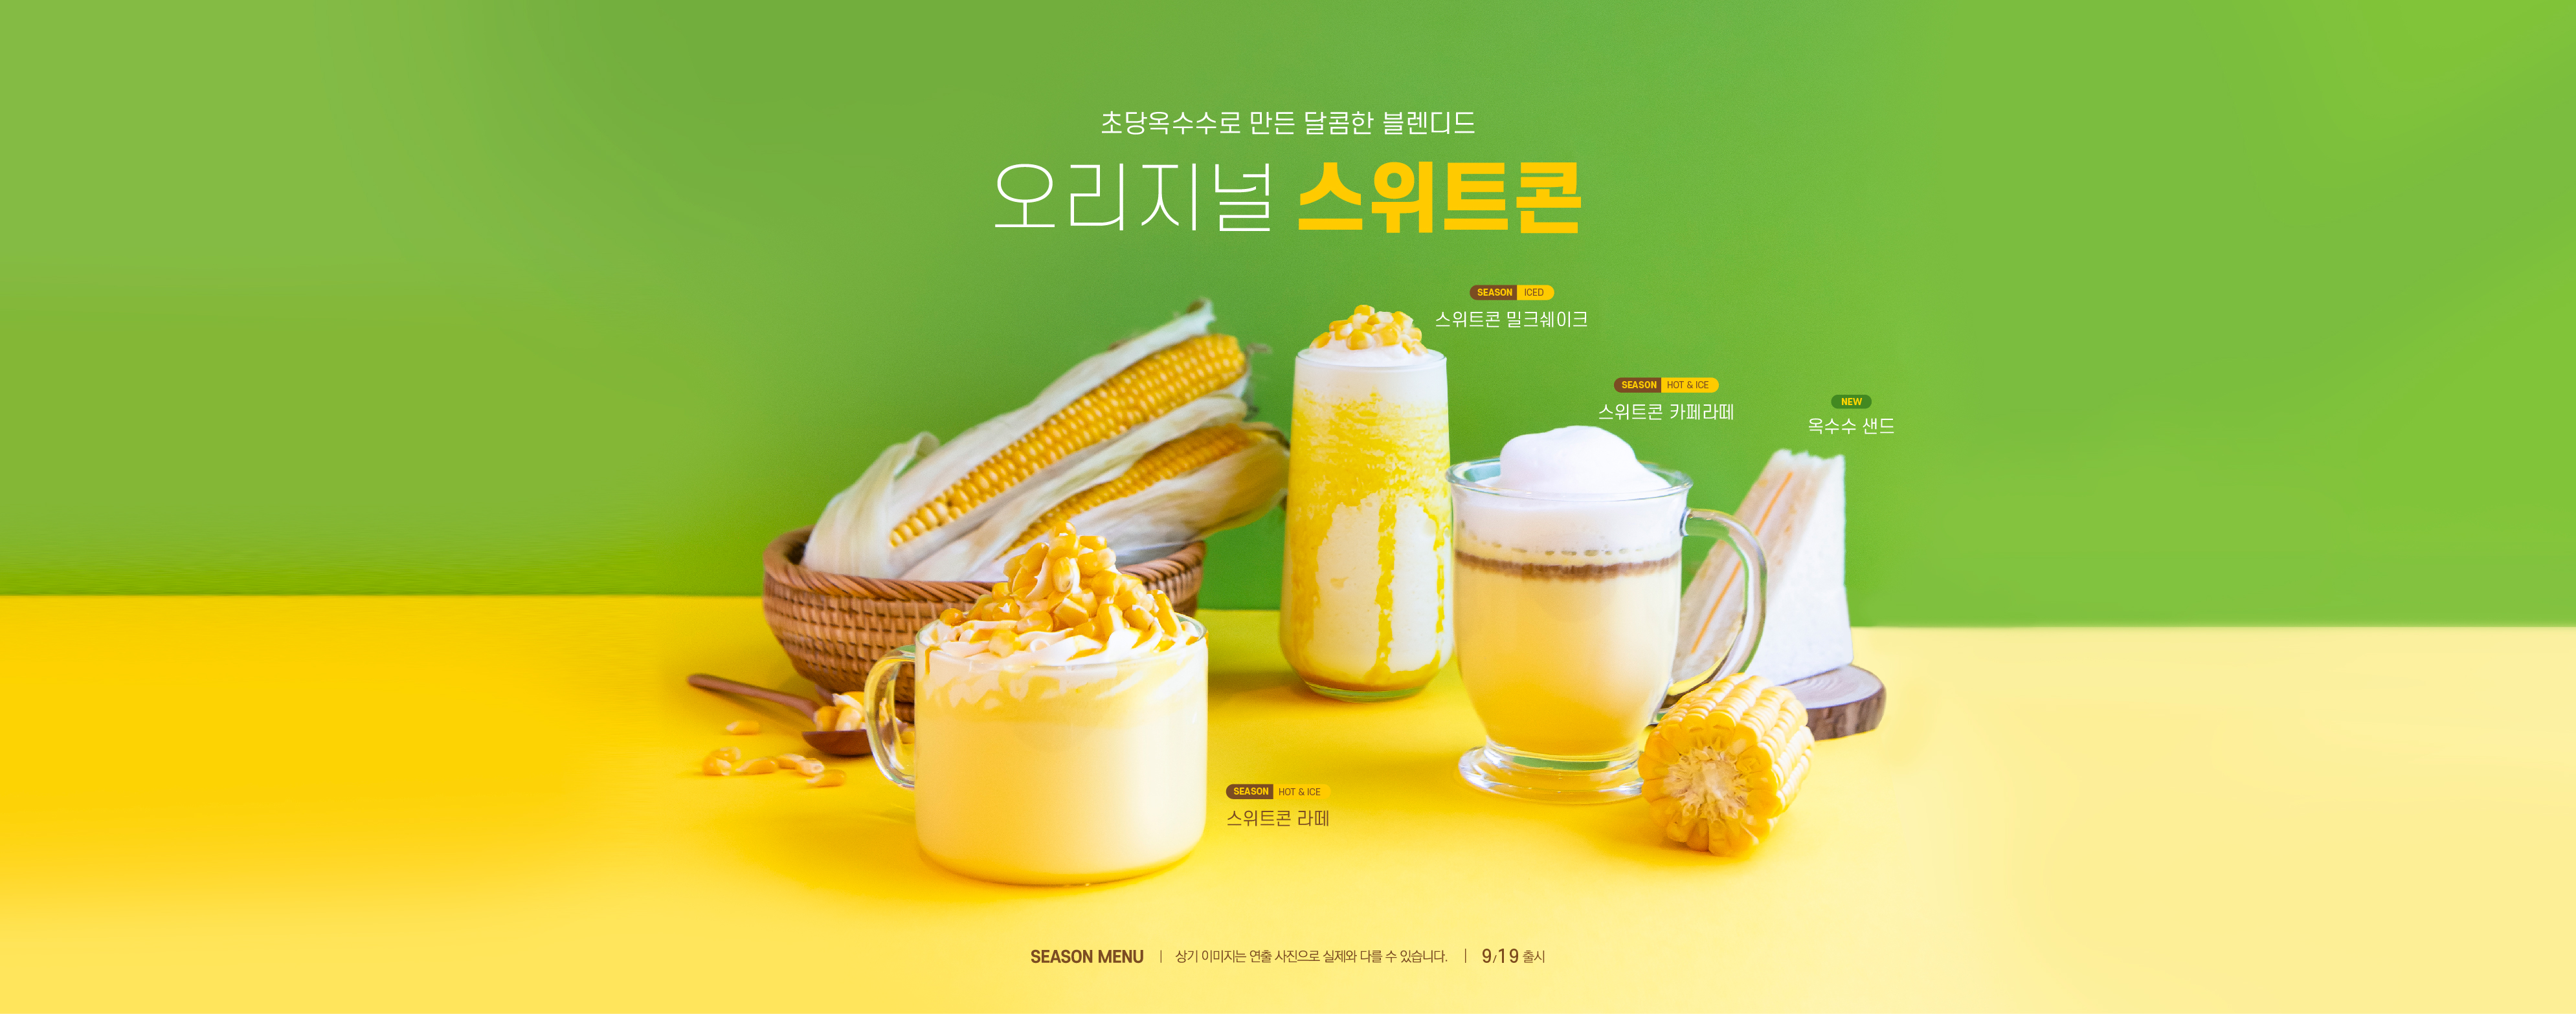 초당옥수수로 만든 달콤한 블렌디드
오리지널 스위트콘
SEASON ICED
스위트콘 밀크쉐이크
SEASON HOT & ICE
스위트콘 카페라떼
NEW
옥수수 샌드
SEASON HOT & ICE
스위트콘 라떼
SEASON MENU | 상기 이미지는 연출 사진으로 실제와 다를 수 있습니다. | 9/19 출시